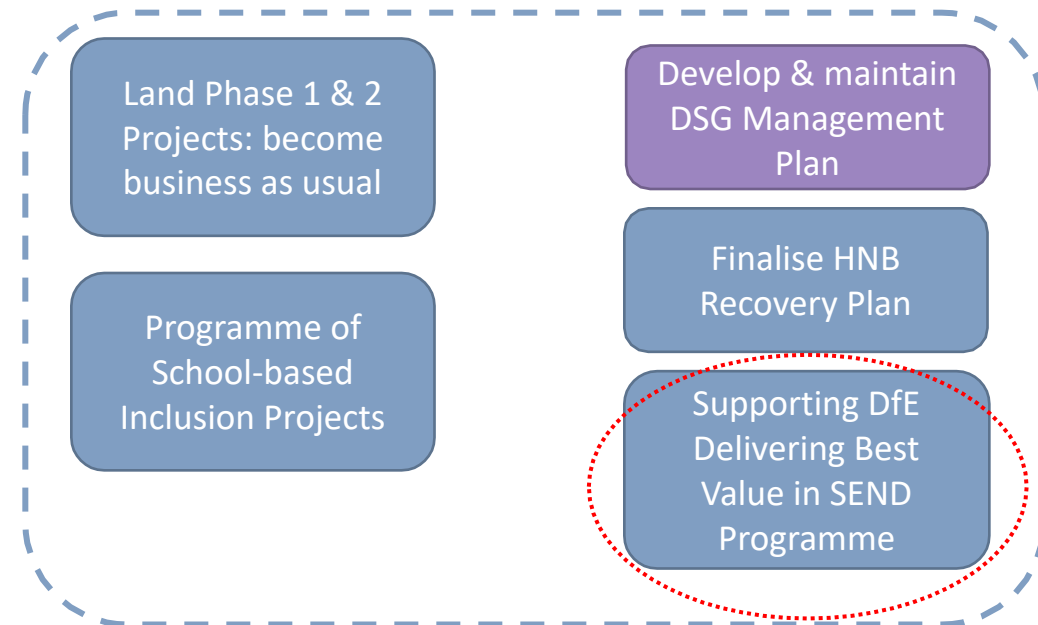 Land Phase 1 & 2
Projects: become
business as usual
Programme of
School-based
Inclusion Projects
Develop & maintain
DSG Management
Plan
Finalise HNB
Recovery Plan
Supporting DfE
Delivering Best
Value in SEND
Programme